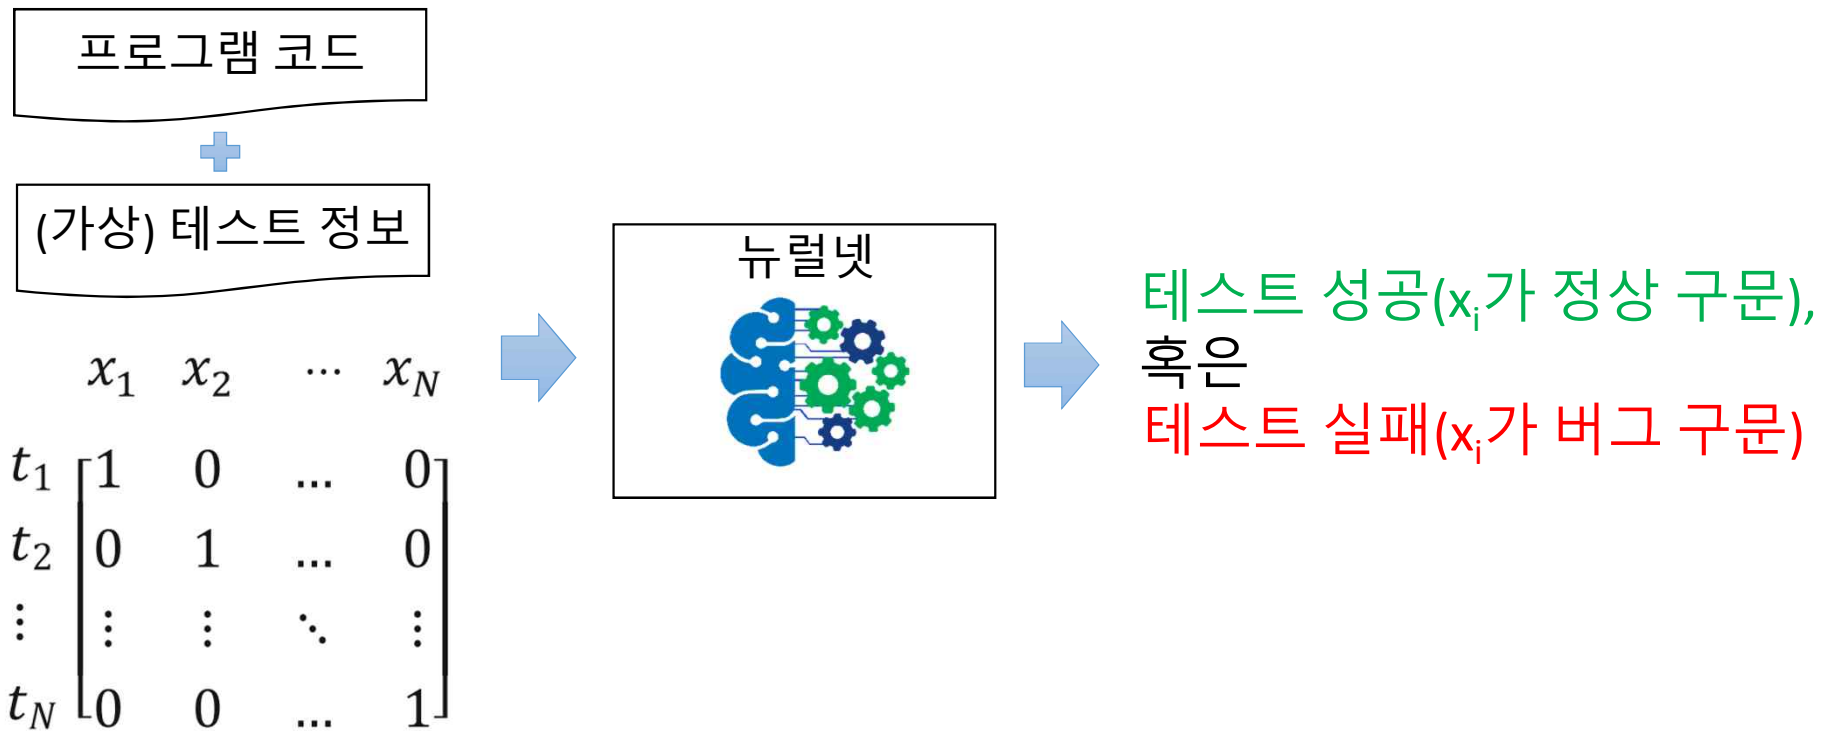 프로그램 코드
(가상) 테스트 정보
x₁ x₂ ⋯ x_N
t₁ 1 0 … 0
t₂ 0 1 … 0
⋮ ⋮ ⋮ ⋱ ⋮
t_N 0 0 … 1
뉴럴넷
테스트 성공(xᵢ가 정상 구문),
혹은
테스트 실패(xᵢ가 버그 구문)